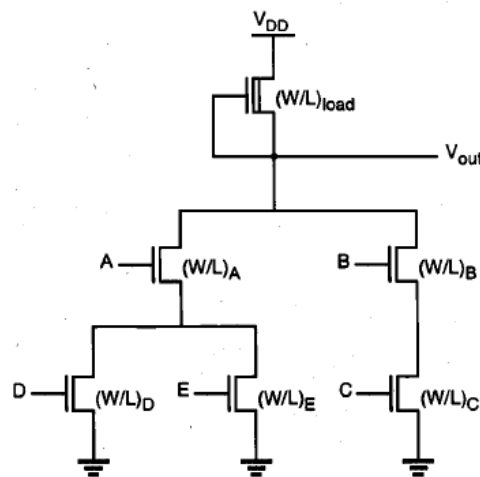 VDD
(W/L)load
Vout
A
(W/L)A
B
(W/L)B
D
(W/L)D
E
(W/L)E
C
(W/L)C